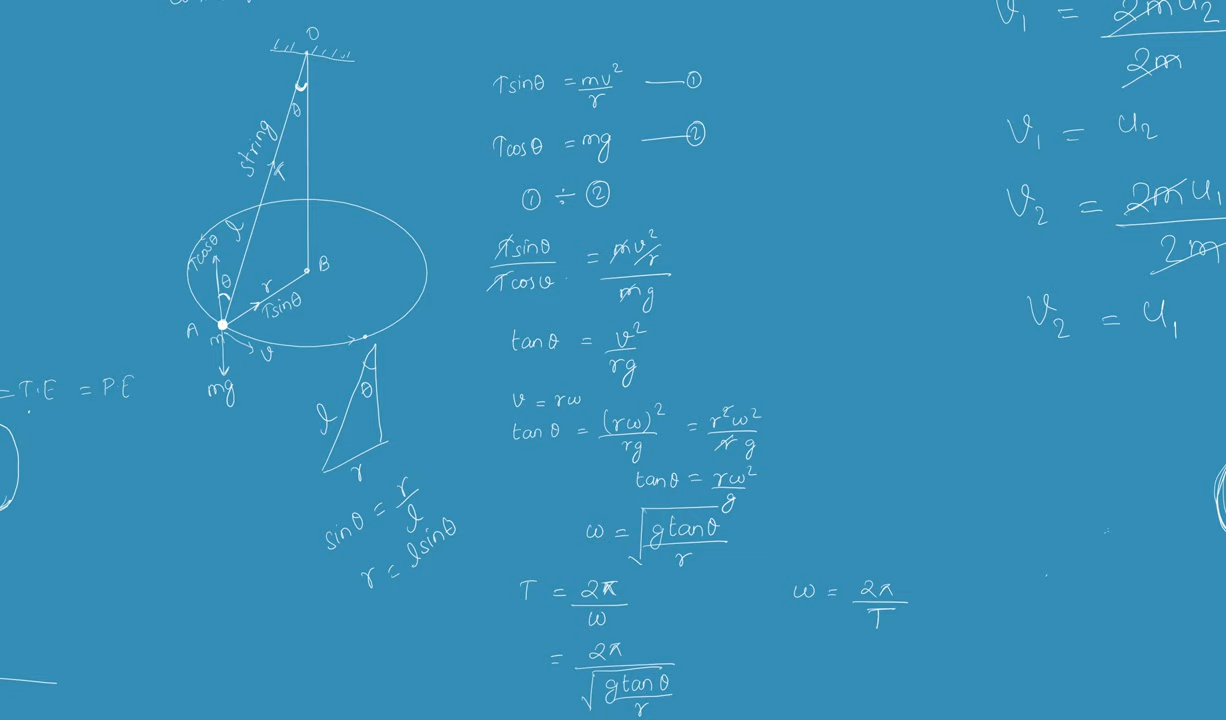 O
θ
string
T
l
Tcosθ
θ
r
Tsinθ
B
A
m
v
mg
θ
l
r
sinθ = r/l
r = lsinθ
= T.E = P.E
Tsinθ = mv²/r —— ①
Tcosθ = mg —— ②
① ÷ ②
Tsinθ/Tcosθ = mv²/r/mg
tanθ = v²/rg
v = rω
tanθ = (rω)²/rg = r²ω²/rg
tanθ = rω²/g
ω = √(gtanθ/r)
T = 2π/ω
ω = 2π/T
= 2π/√(gtanθ/r)
v₁ = 2mu₂/2m
v₁ = u₂
v₂ = 2mu₁/2m
v₂ = u₁